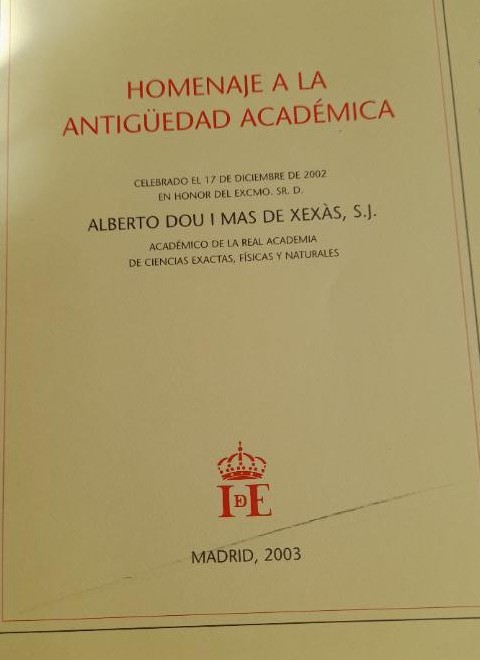 HOMENAJE A LA
ANTIGÜEDAD ACADÉMICA
CELEBRADO EL 17 DE DICIEMBRE DE 2002
EN HONOR DEL EXCMO. SR. D.
ALBERTO DOU I MAS DE XEXÀS, S.J.
ACADÉMICO DE LA REAL ACADEMIA
DE CIENCIAS EXACTAS, FÍSICAS Y NATURALES
I DE E
MADRID, 2003